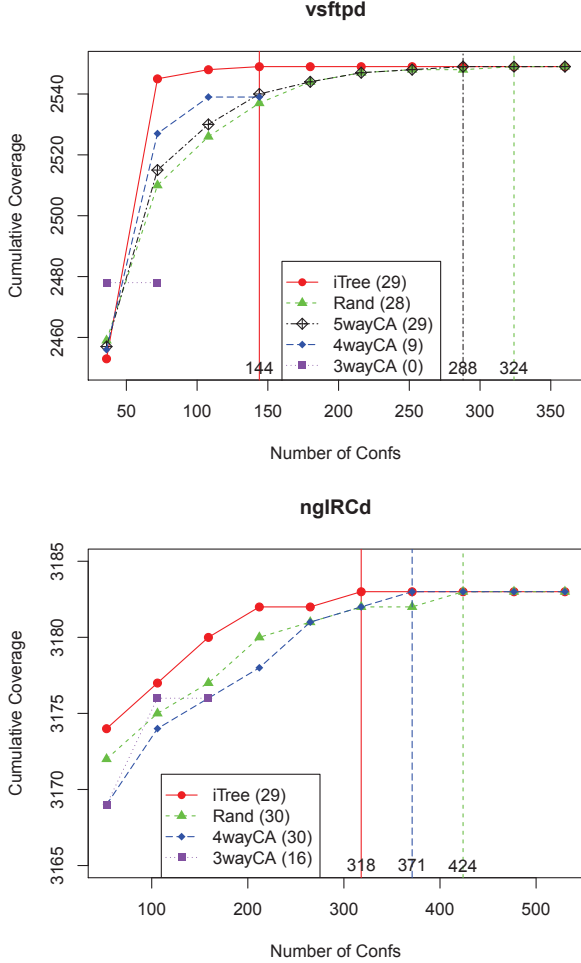 vsftpd
Cumulative Coverage
2460 2480 2500 2520 2540
iTree (29)
Rand (28)
5wayCA (29)
4wayCA (9)
3wayCA (0)
144 288 324
50 100 150 200 250 300 350
Number of Confs
ngIRCd
Cumulative Coverage
3165 3170 3175 3180 3185
iTree (29)
Rand (30)
4wayCA (30)
3wayCA (16)
318 371 424
100 200 300 400 500
Number of Confs